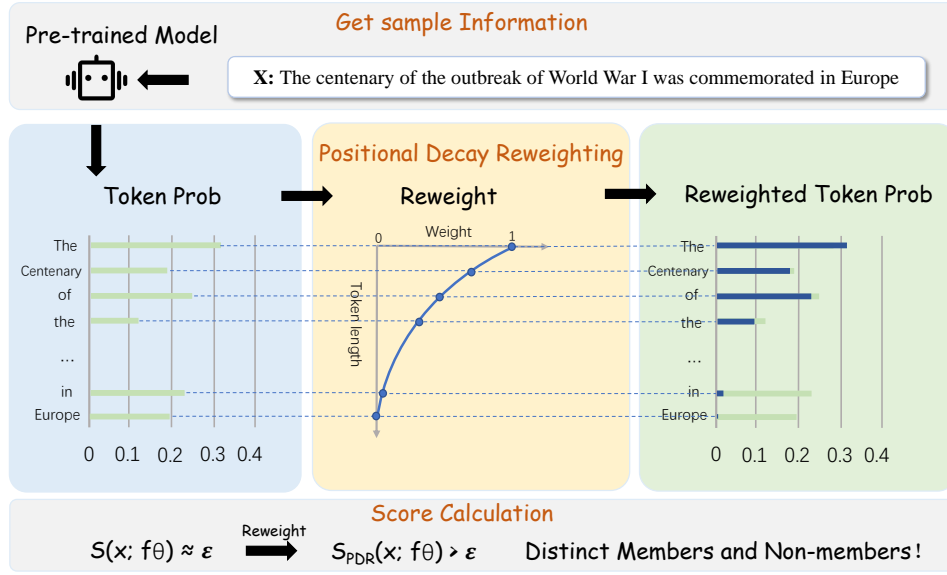 Get sample Information
Pre-trained Model
X: The centenary of the outbreak of World War I was commemorated in Europe
Positional Decay Reweighting
Token Prob
Reweight
Reweighted Token Prob
The
Centenary
of
the
...
in
Europe
0 0.1 0.2 0.3 0.4
0 Weight 1
Token length
The
Centenary
of
the
...
in
Europe
0 0.1 0.2 0.3 0.4
Score Calculation
S(x; fθ) ≈ ε
Reweight
S_PDR(x; fθ) > ε
Distinct Members and Non-members!